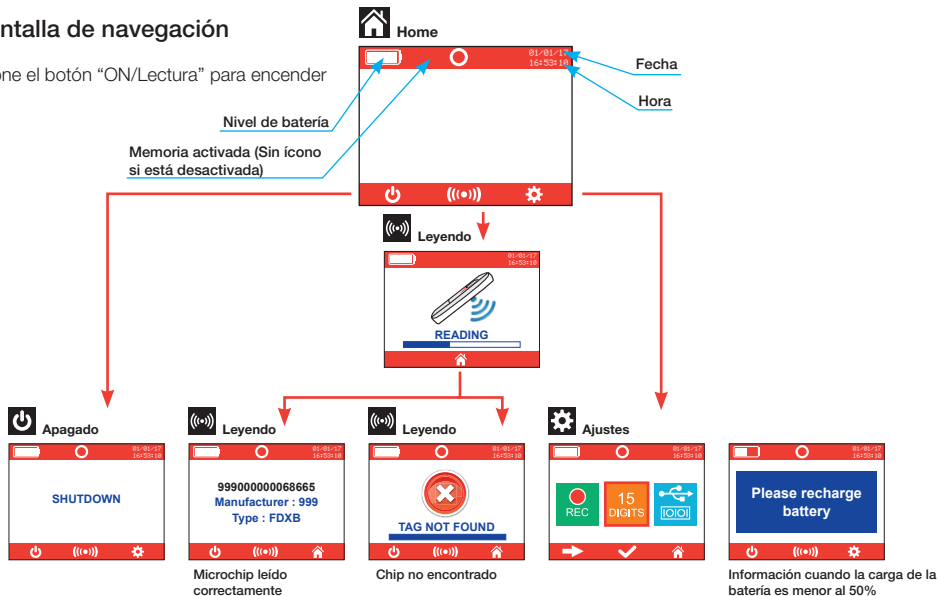 ntalla de navegación
one el botón “ON/Lectura” para encender
Home
01/01/17
16:53:10
Fecha
Hora
Nivel de batería
Memoria activada (Sin ícono
si está desactivada)
Leyendo
01/01/17
16:53:10
READING
Apagado
SHUTDOWN
Leyendo
01/01/17
16:53:10
999000000068665
Manufacturer : 999
Type : FDXB
Microchip leído
correctamente
Leyendo
01/01/17
16:53:10
TAG NOT FOUND
Chip no encontrado
Ajustes
01/01/17
16:53:10
REC
15
DIGITS
IOIOI
01/01/17
16:53:10
Please recharge
battery
Información cuando la carga de la
batería es menor al 50%
01/01/17
16:53:10